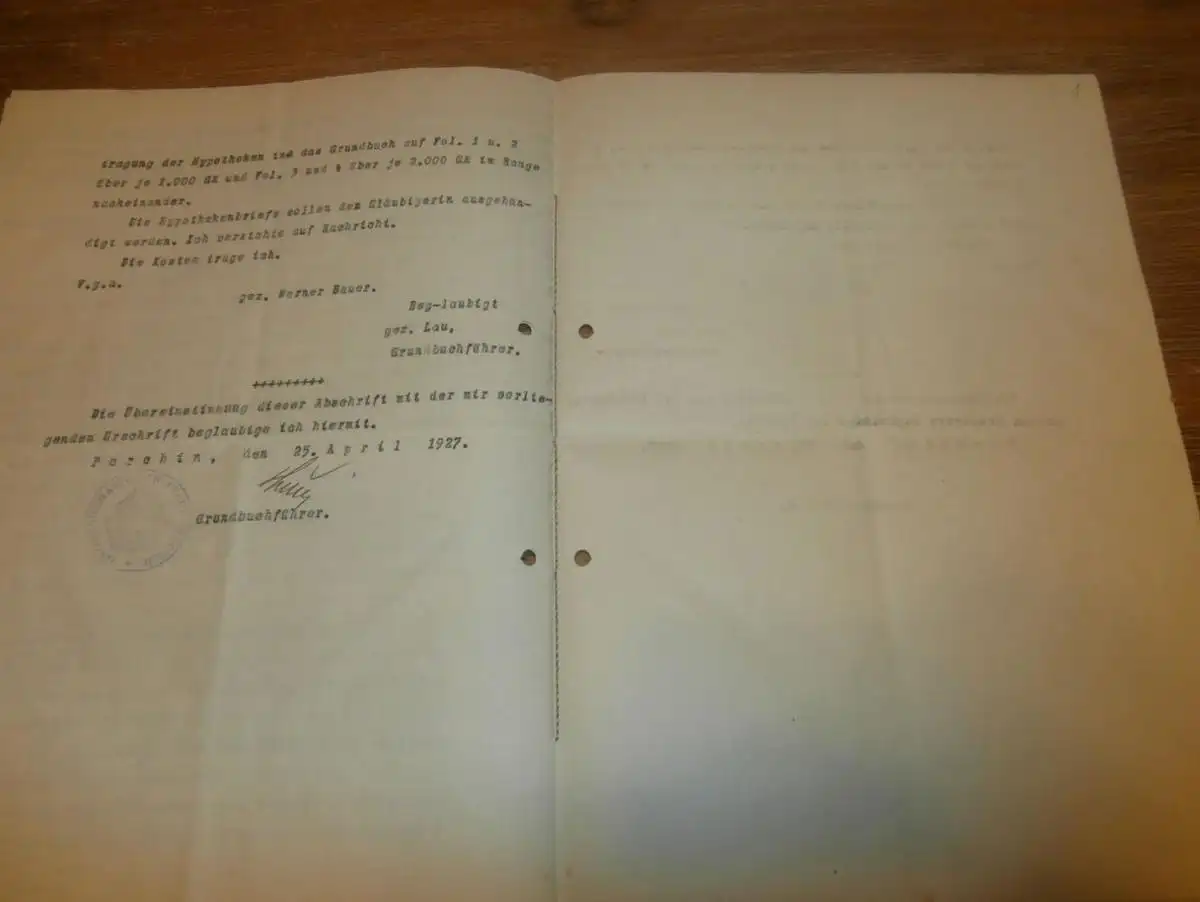 tragung der Hypotheken ins das Grundbuch auf Fol. 1 u. 2
über je 1.000 GM und Fol. 3 und 4 über je 2.000 GM im Range
nacheinander.
Die Hypothekenbriefe sollen der Gläubigerin ausgehän-
digt werden. Ich verzichte auf Nachricht.
Die Kosten trage ich.
V.g.u.
gez. Werner Bauer.
Beg-laubigt
gez. Lau,
Grundbuchführer.
+++++++++
Die Übereinstimmung dieser Abschrift mit der mir vorlie-
genden Urschrift beglaubige ich hiermit.
Parchim, den 25. April 1927.
Grundbuchführer.